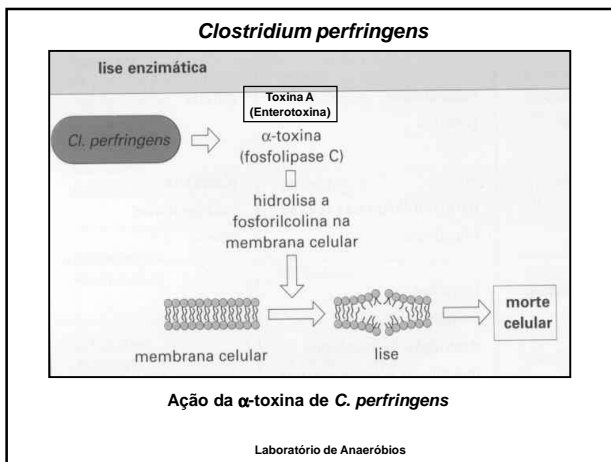 Clostridium perfringens
lise enzimática
Toxina A
(Enterotoxina)
Cl. perfringens
α-toxina
(fosfolipase C)
hidrolisa a
fosforilcolina na
membrana celular
membrana celular
lise
morte
celular
Ação da α-toxina de C. perfringens
Laboratório de Anaeróbios